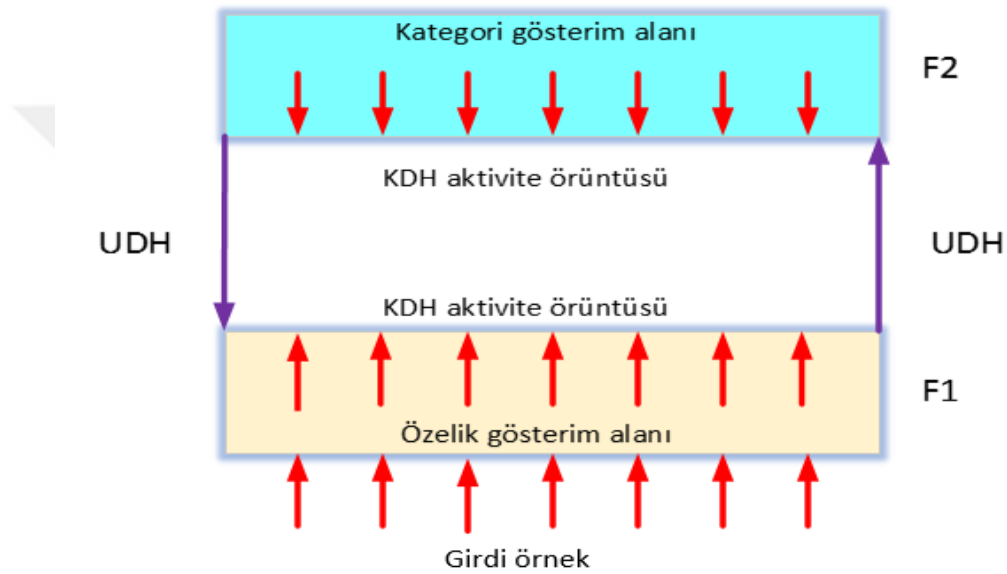 Kategori gösterim alanı
F2
KDH aktivite örüntüsü
UDH
UDH
KDH aktivite örüntüsü
F1
Özelik gösterim alanı
Girdi örnek